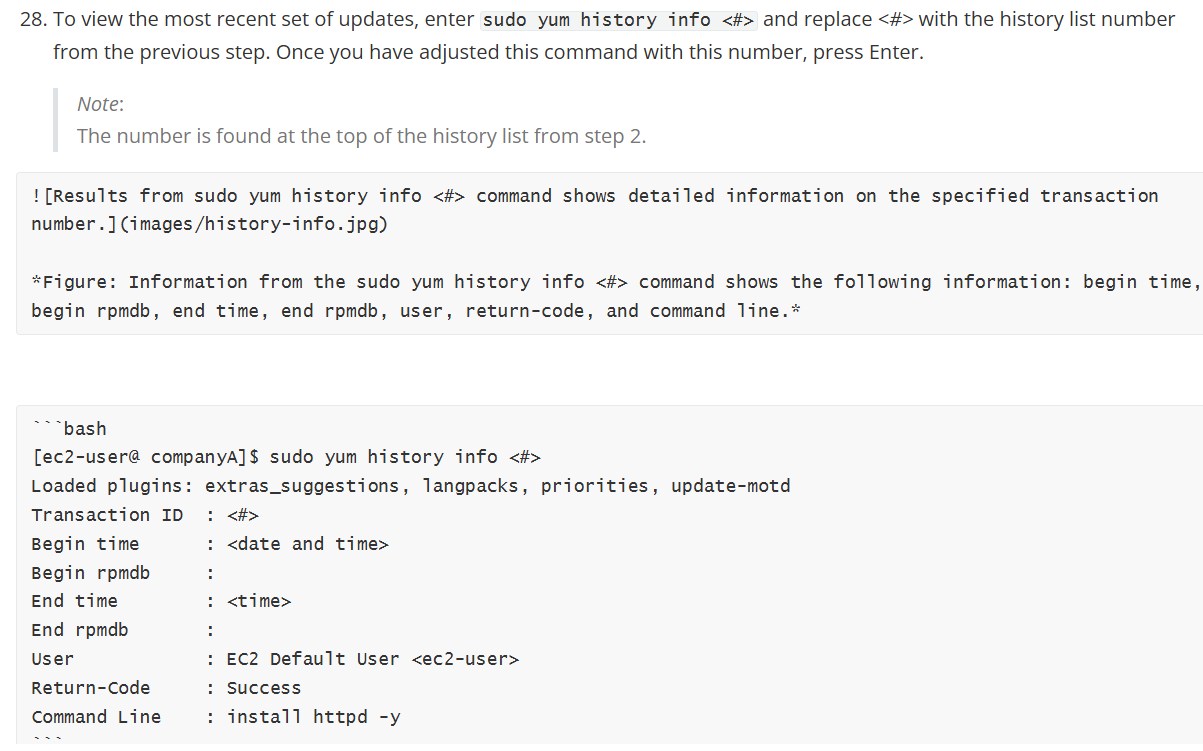 28. To view the most recent set of updates, enter sudo yum history info <#> and replace <#> with the history list number
from the previous step. Once you have adjusted this command with this number, press Enter.
Note:
The number is found at the top of the history list from step 2.
![Results from sudo yum history info <#> command shows detailed information on the specified transaction
number.](images/history-info.jpg)
*Figure: Information from the sudo yum history info <#> command shows the following information: begin time,
begin rpmdb, end time, end rpmdb, user, return-code, and command line.*
```bash
[ec2-user@ companyA]$ sudo yum history info <#>
Loaded plugins: extras_suggestions, langpacks, priorities, update-motd
Transaction ID : <#>
Begin time : <date and time>
Begin rpmdb :
End time : <time>
End rpmdb :
User : EC2 Default User <ec2-user>
Return-Code : Success
Command Line : install httpd -y
```